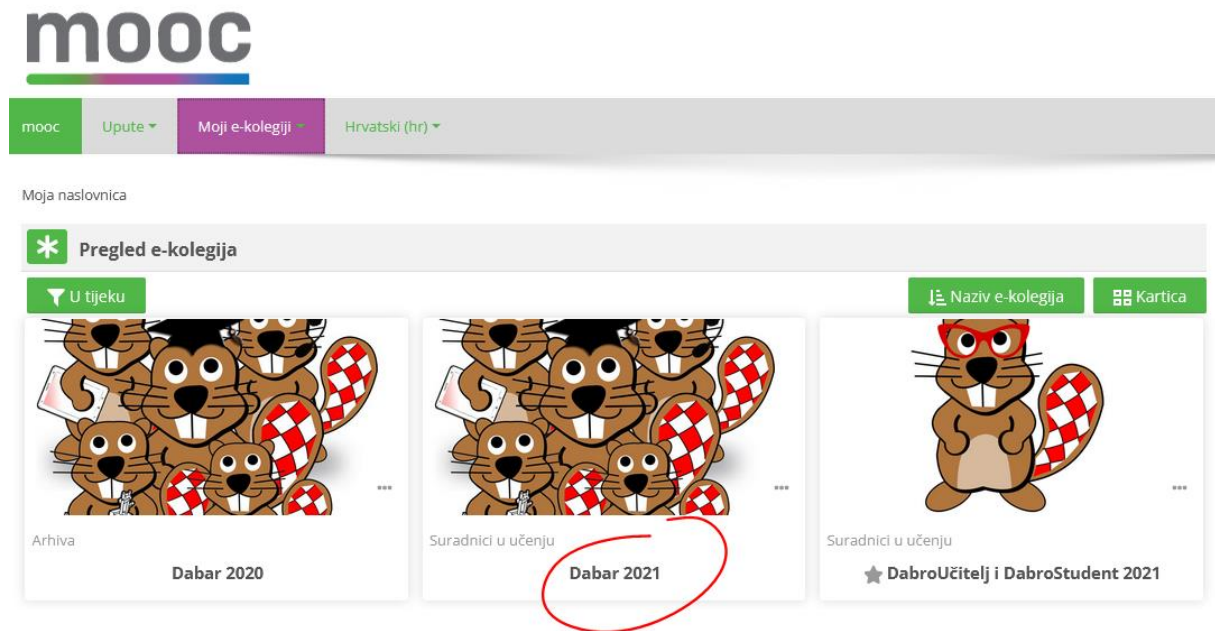 mooc
mooc Upute Moji e-kolegiji Hrvatski (hr)
Moja naslovnica
Pregled e-kolegija
U tijeku Naziv e-kolegija Kartica
Arhiva Suradnici u učenju Suradnici u učenju
Dabar 2020 Dabar 2021 DabroUčitelj i DabroStudent 2021